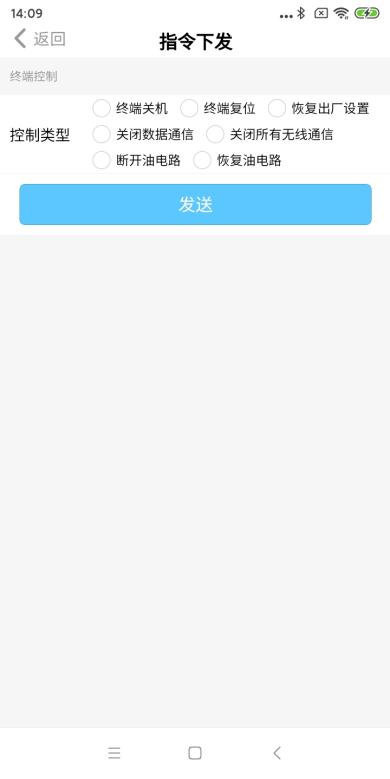 14:09
返回
指令下发
终端控制
终端关机 终端复位 恢复出厂设置
控制类型
关闭数据通信 关闭所有无线通信
断开油电路 恢复油电路
发送